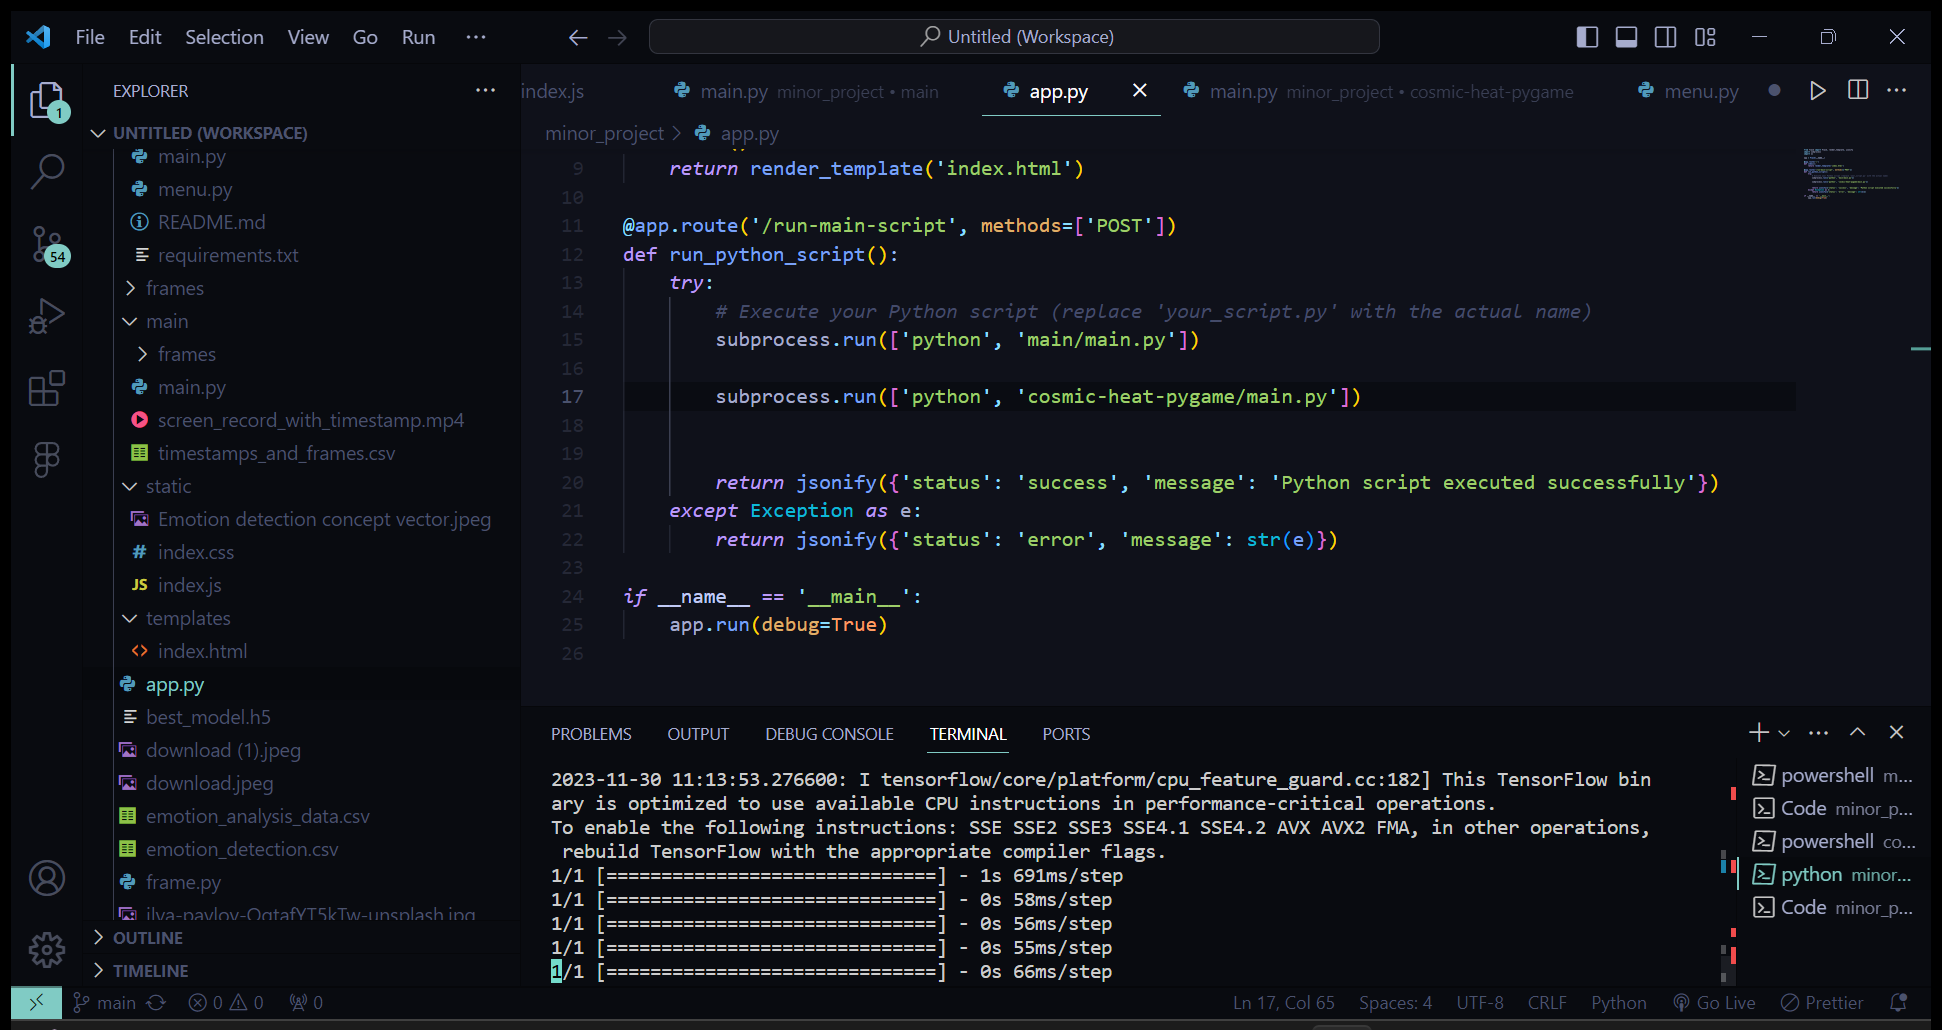 File Edit Selection View Go Run ···
Untitled (Workspace)
EXPLORER
index.js
main.py minor_project • main
app.py
main.py minor_project • cosmic-heat-pygame
menu.py
1
UNTITLED (WORKSPACE)
minor_project > app.py
main.py
menu.py
README.md
requirements.txt
frames
main
frames
main.py
screen_record_with_timestamp.mp4
timestamps_and_frames.csv
static
Emotion detection concept vector.jpeg
index.css
JS index.js
templates
index.html
app.py
best_model.h5
download (1).jpeg
download.jpeg
emotion_analysis_data.csv
emotion_detection.csv
frame.py
ilya-pavlov-OqtafYT5kTw-unsplash.jpg
OUTLINE
TIMELINE
54
9 return render_template('index.html')
10
11 @app.route('/run-main-script', methods=['POST'])
12 def run_python_script():
13 try:
14 # Execute your Python script (replace 'your_script.py' with the actual name)
15 subprocess.run(['python', 'main/main.py'])
16
17 subprocess.run(['python', 'cosmic-heat-pygame/main.py'])
18
19
20 return jsonify({'status': 'success', 'message': 'Python script executed successfully'})
21 except Exception as e:
22 return jsonify({'status': 'error', 'message': str(e)})
23
24 if __name__ == '__main__':
25 app.run(debug=True)
26
PROBLEMS OUTPUT DEBUG CONSOLE TERMINAL PORTS
2023-11-30 11:13:53.276600: I tensorflow/core/platform/cpu_feature_guard.cc:182] This TensorFlow bin
ary is optimized to use available CPU instructions in performance-critical operations.
To enable the following instructions: SSE SSE2 SSE3 SSE4.1 SSE4.2 AVX AVX2 FMA, in other operations,
rebuild TensorFlow with the appropriate compiler flags.
1/1 [==============================] - 1s 691ms/step
1/1 [==============================] - 0s 58ms/step
1/1 [==============================] - 0s 56ms/step
1/1 [==============================] - 0s 55ms/step
1/1 [==============================] - 0s 66ms/step
powershell m...
Code minor_p...
powershell co...
python minor...
Code minor_p...
main 0 0 0
Ln 17, Col 65 Spaces: 4 UTF-8 CRLF Python Go Live Prettier